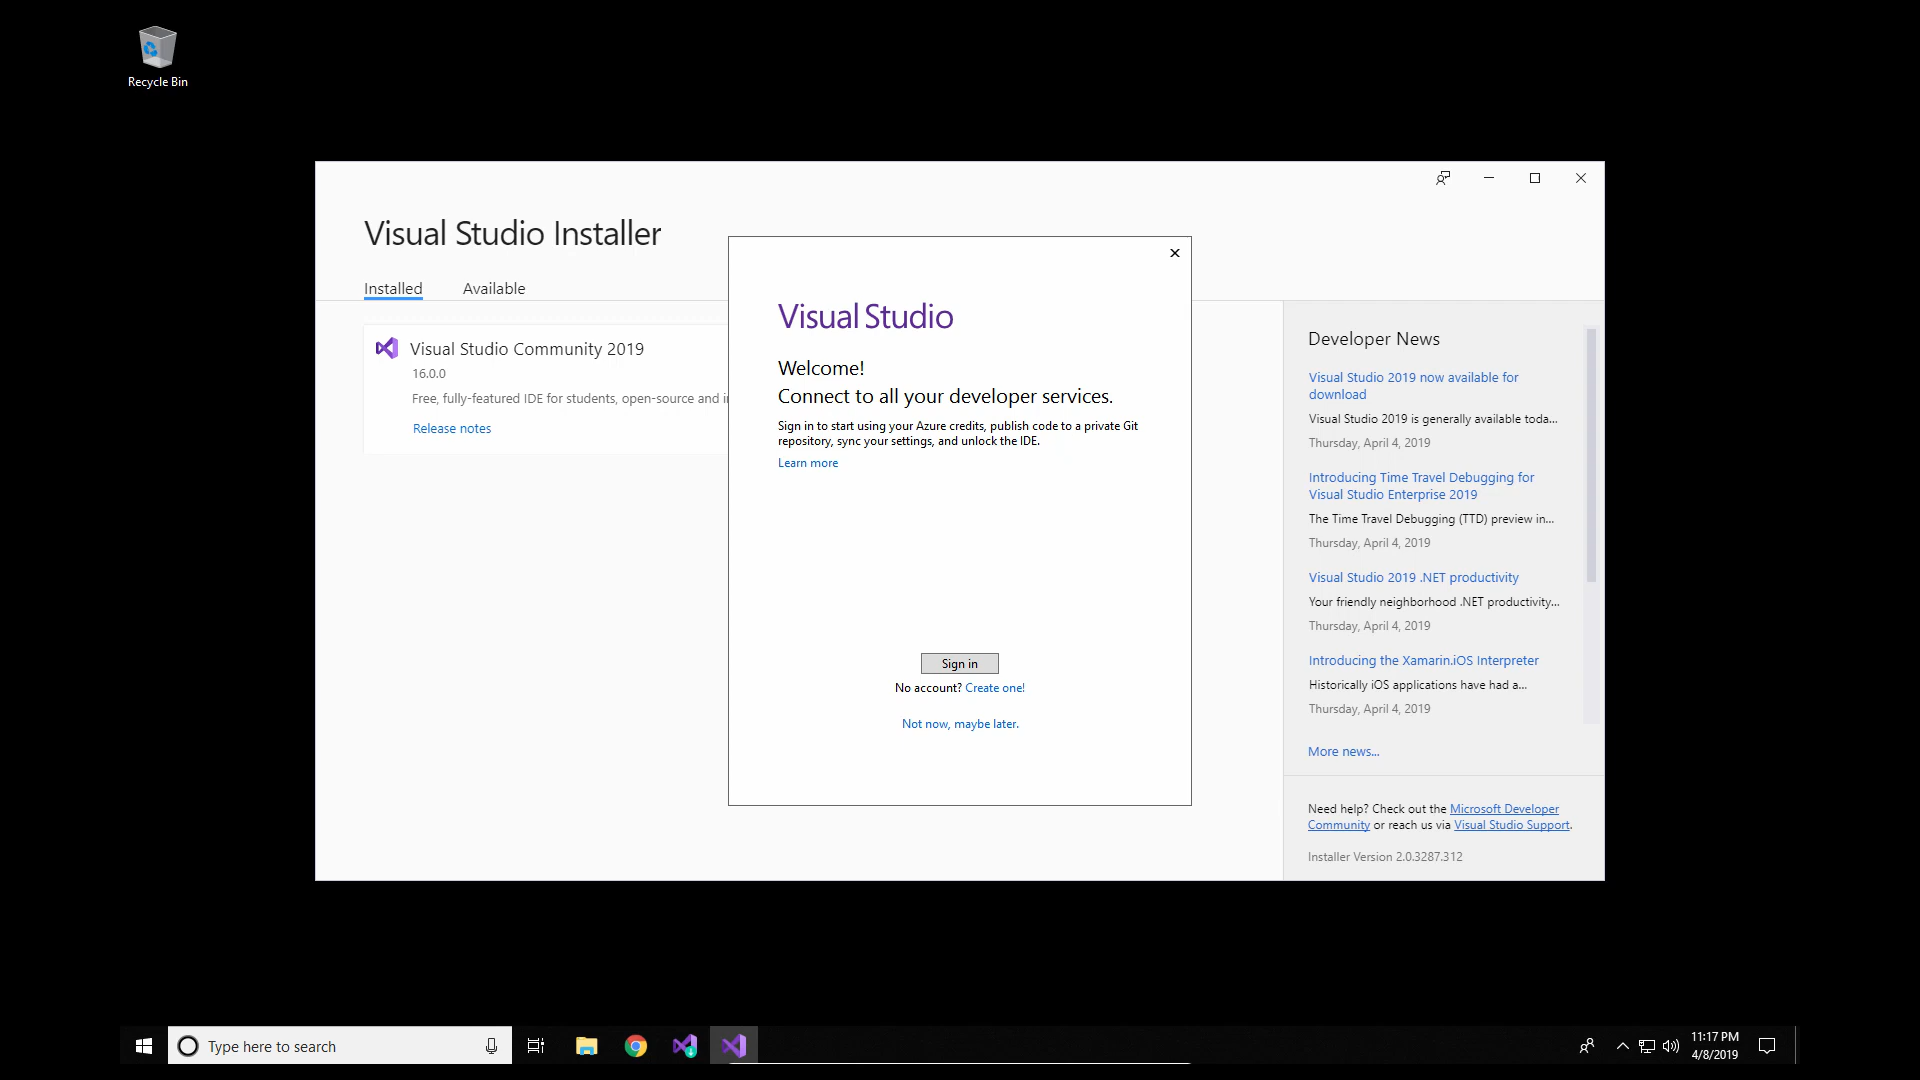 Recycle Bin
Visual Studio Installer
Installed
Available
Visual Studio Community 2019
16.0.0
Free, fully-featured IDE for students, open-source and in
Release notes
Visual Studio
Welcome!
Connect to all your developer services.
Sign in to start using your Azure credits, publish code to a private Git
repository, sync your settings, and unlock the IDE.
Learn more
Sign in
No account? Create one!
Not now, maybe later.
Developer News
Visual Studio 2019 now available for
download
Visual Studio 2019 is generally available toda...
Thursday, April 4, 2019
Introducing Time Travel Debugging for
Visual Studio Enterprise 2019
The Time Travel Debugging (TTD) preview in...
Thursday, April 4, 2019
Visual Studio 2019 .NET productivity
Your friendly neighborhood .NET productivity...
Thursday, April 4, 2019
Introducing the Xamarin.iOS Interpreter
Historically iOS applications have had a...
Thursday, April 4, 2019
More news...
Need help? Check out the Microsoft Developer
Community or reach us via Visual Studio Support.
Installer Version 2.0.3287.312
Type here to search
11:17 PM
4/8/2019